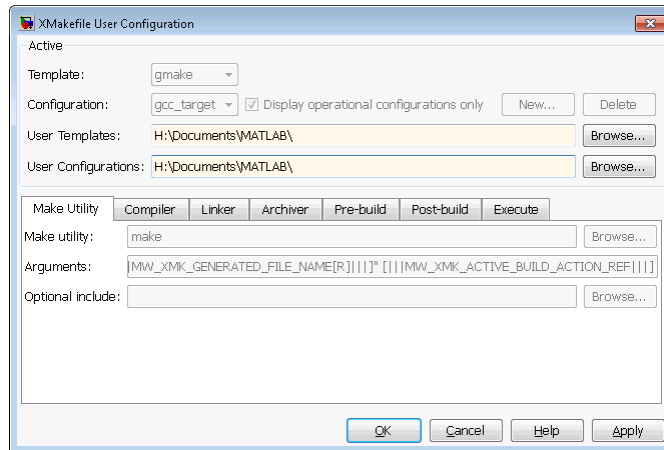 XMakefile User Configuration
Active
Template: gmake
Configuration: gcc_target Display operational configurations only New... Delete
User Templates: H:\Documents\MATLAB\ Browse...
User Configurations: H:\Documents\MATLAB\ Browse...
Make Utility Compiler Linker Archiver Pre-build Post-build Execute
Make utility: make Browse...
Arguments: |MW_XMK_GENERATED_FILE_NAME[R]|||]" [|||MW_XMK_ACTIVE_BUILD_ACTION_REF|||]
Optional include: Browse...
OK Cancel Help Apply